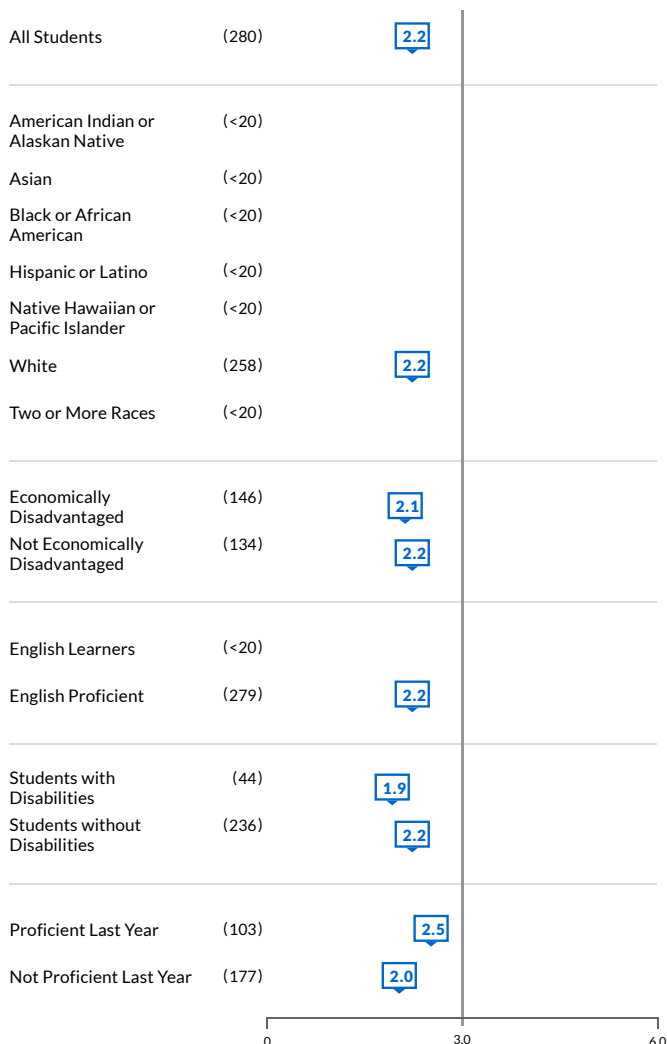 All Students (280) 2.2
American Indian or (<20)
Alaskan Native
Asian (<20)
Black or African (<20)
American
Hispanic or Latino (<20)
Native Hawaiian or (<20)
Pacific Islander
White (258) 2.2
Two or More Races (<20)
Economically (146) 2.1
Disadvantaged
Not Economically (134) 2.2
Disadvantaged
English Learners (<20)
English Proficient (279) 2.2
Students with (44) 1.9
Disabilities
Students without (236) 2.2
Disabilities
Proficient Last Year (103) 2.5
Not Proficient Last Year (177) 2.0
0 3.0 6.0